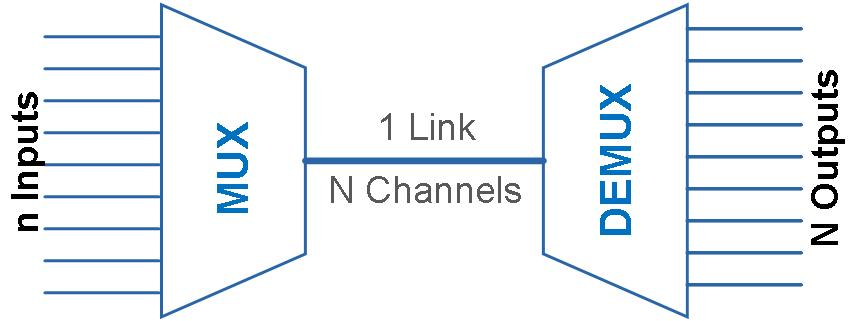 n Inputs
MUX
1 Link
N Channels
DEMUX
N Outputs